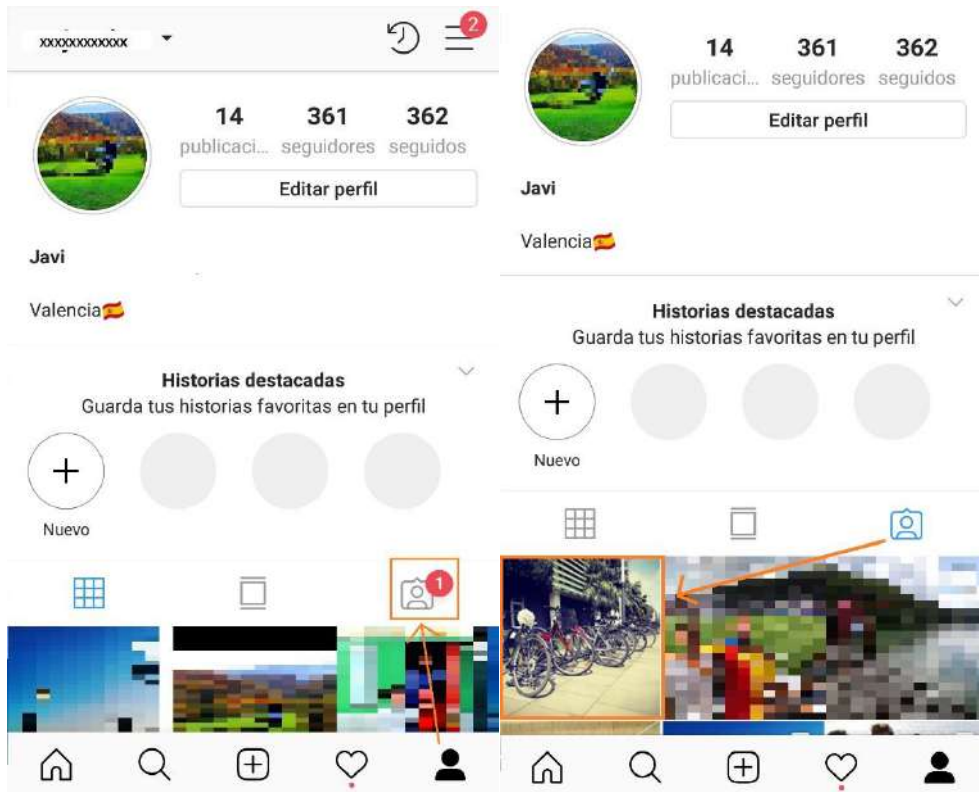 xxxxxxxxxxxx
2
14 361 362
publicaci... seguidores seguidos
Editar perfil
Javi
Valencia🇪🇸
Historias destacadas
Guarda tus historias favoritas en tu perfil
Nuevo
1
14 361 362
publicaci... seguidores seguidos
Editar perfil
Javi
Valencia🇪🇸
Historias destacadas
Guarda tus historias favoritas en tu perfil
Nuevo